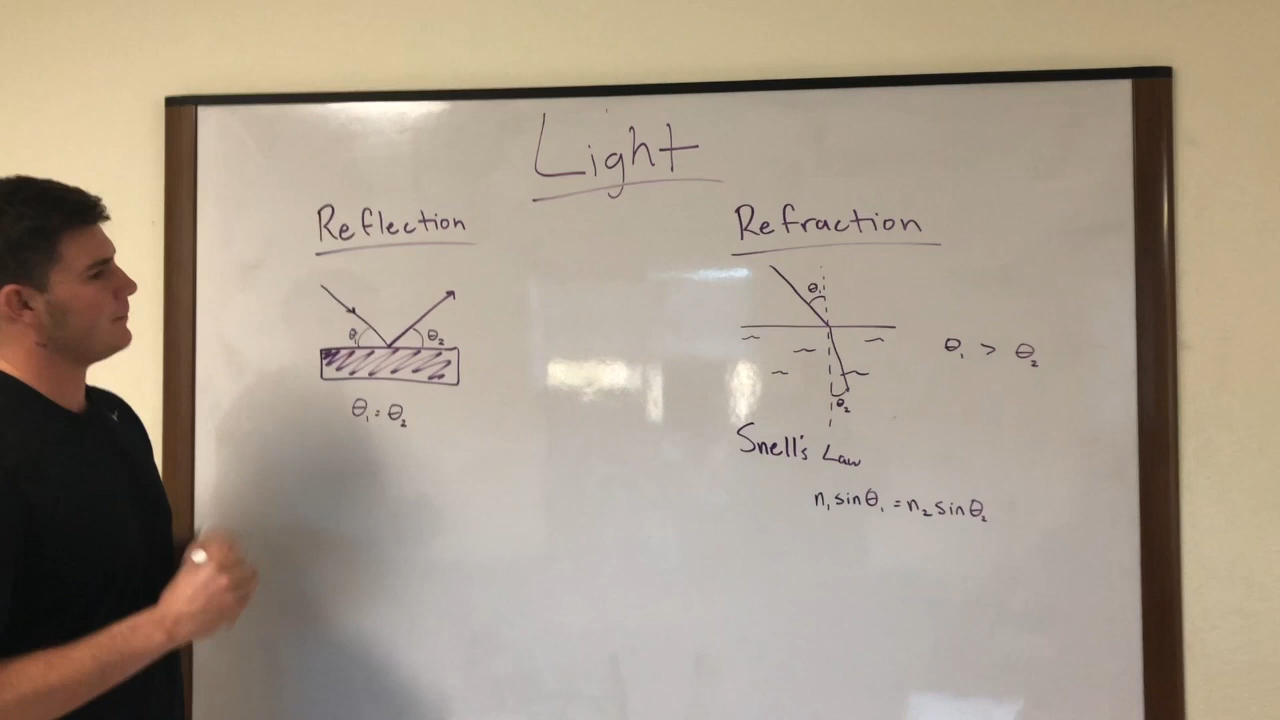 Light
Reflection
θ₁ θ₂
θ₁ = θ₂
Refraction
θ₁
θ₂
θ₁ > θ₂
Snell's Law
n₁ sin θ₁ = n₂ sin θ₂